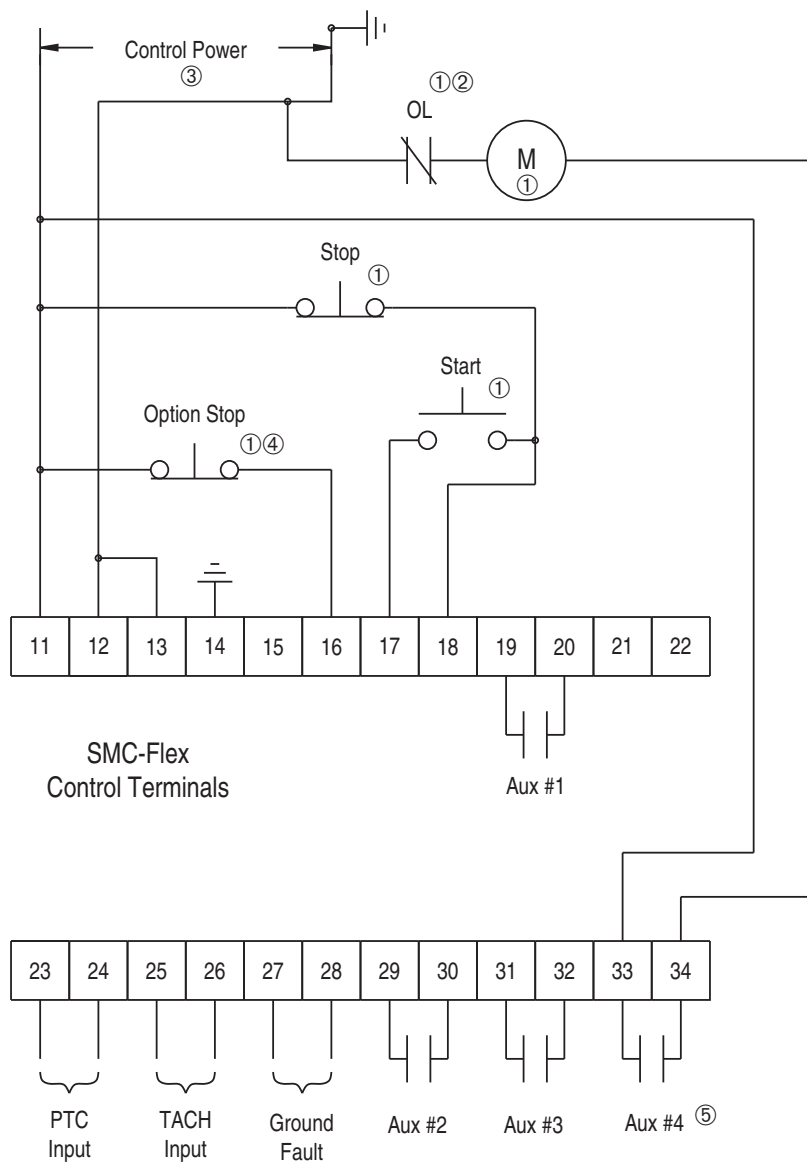 Control Power
③
①②
OL
M
①
Stop
①
Start
①
Option Stop
①④
11 12 13 14 15 16 17 18 19 20 21 22
SMC-Flex
Control Terminals
Aux #1
23 24 25 26 27 28 29 30 31 32 33 34
PTC
Input
TACH
Input
Ground
Fault
Aux #2
Aux #3
Aux #4 ⑤